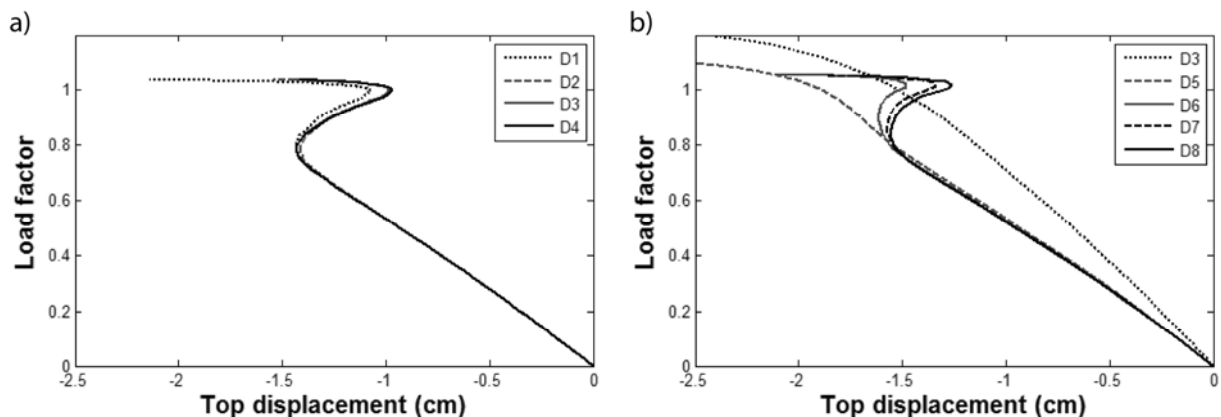 a)
Load factor
1
0.8
0.6
0.4
0.2
0
-2.5 -2 -1.5 -1 -0.5 0
Top displacement (cm)
D1
D2
D3
D4
b)
Load factor
1
0.8
0.6
0.4
0.2
0
-2.5 -2 -1.5 -1 -0.5 0
Top displacement (cm)
D3
D5
D6
D7
D8